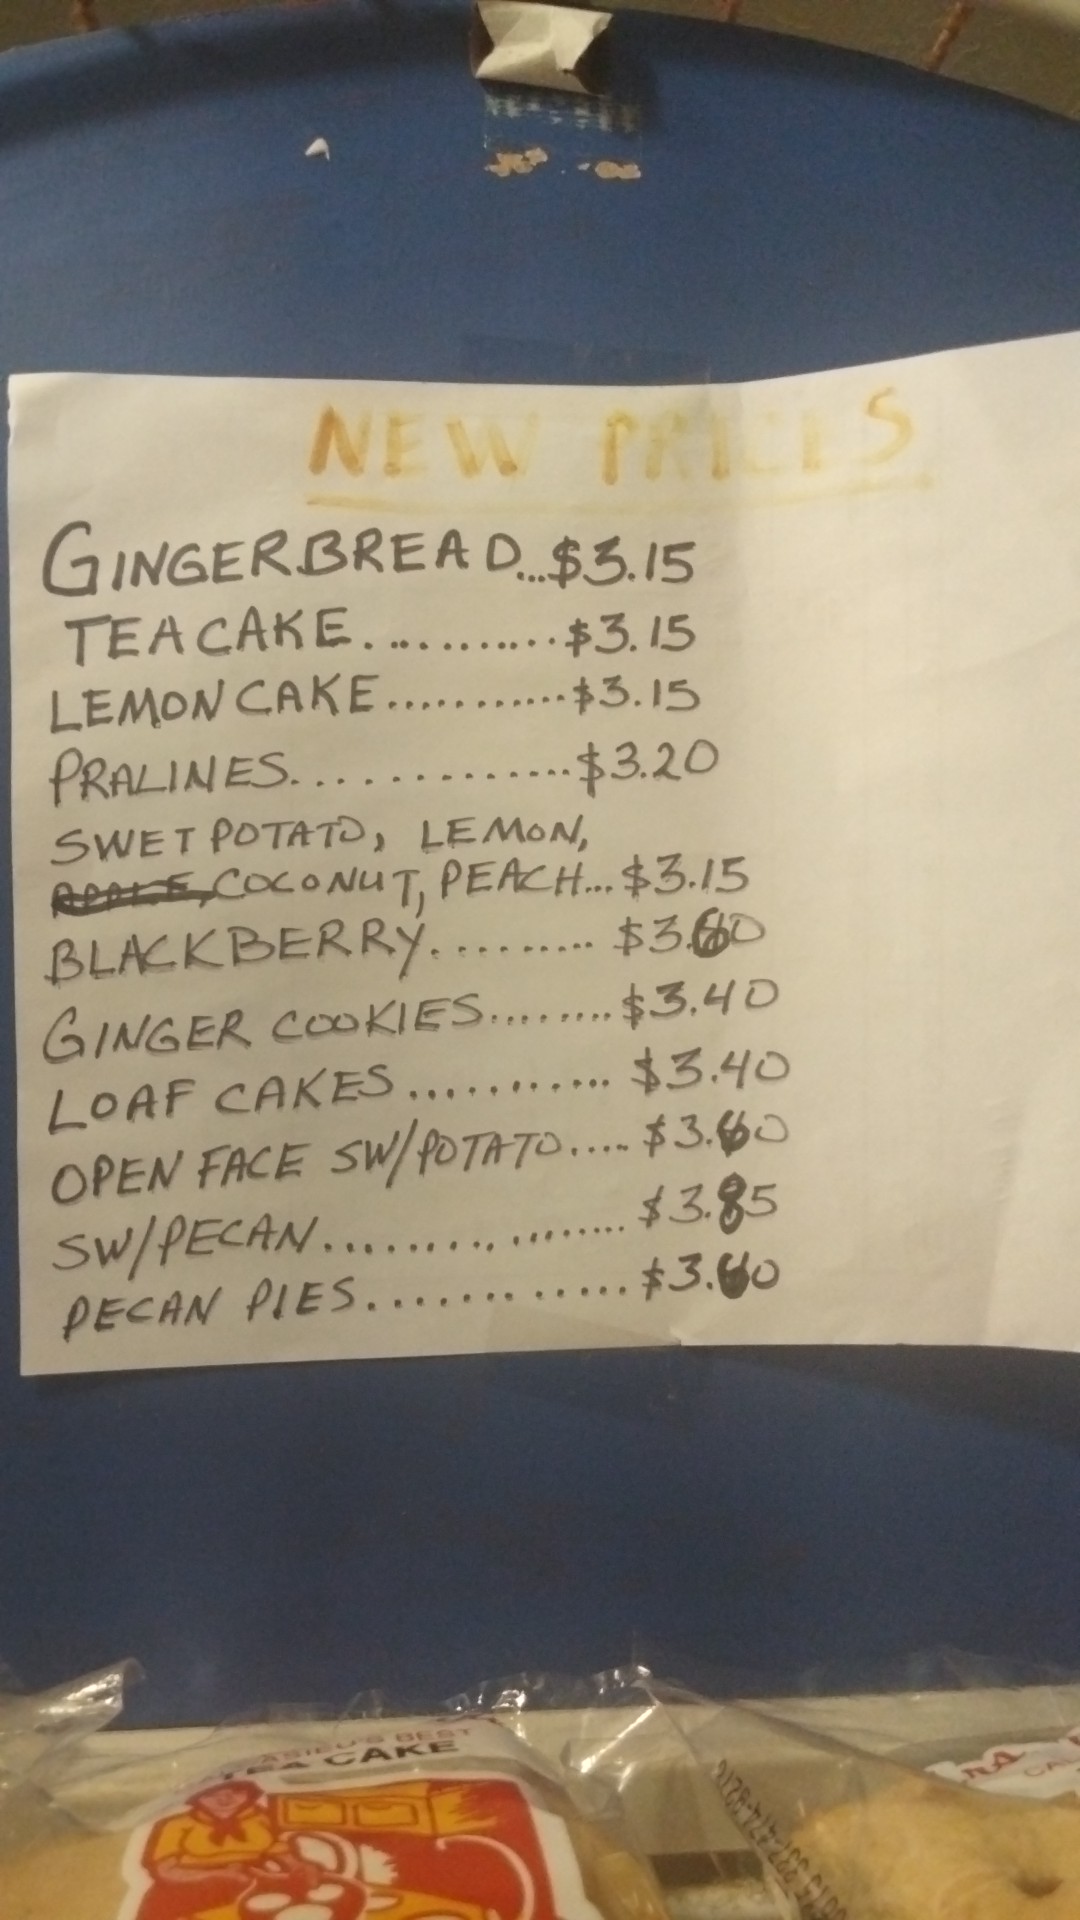 NEW PRICES
GINGERBREAD...$3.15
TEACAKE...........$3.15
LEMON CAKE...........$3.15
PRALINES..............$3.20
SWET POTATO, LEMON,
APPLE, COCONUT, PEACH...$3.15
BLACKBERRY.........$3.60
GINGER COOKIES........$3.40
LOAF CAKES...........$3.40
OPEN FACE SW/POTATO.....$3.60
SW/PECAN.................$3.85
PECAN PIES.............$3.60
BEST
TEA CAKE